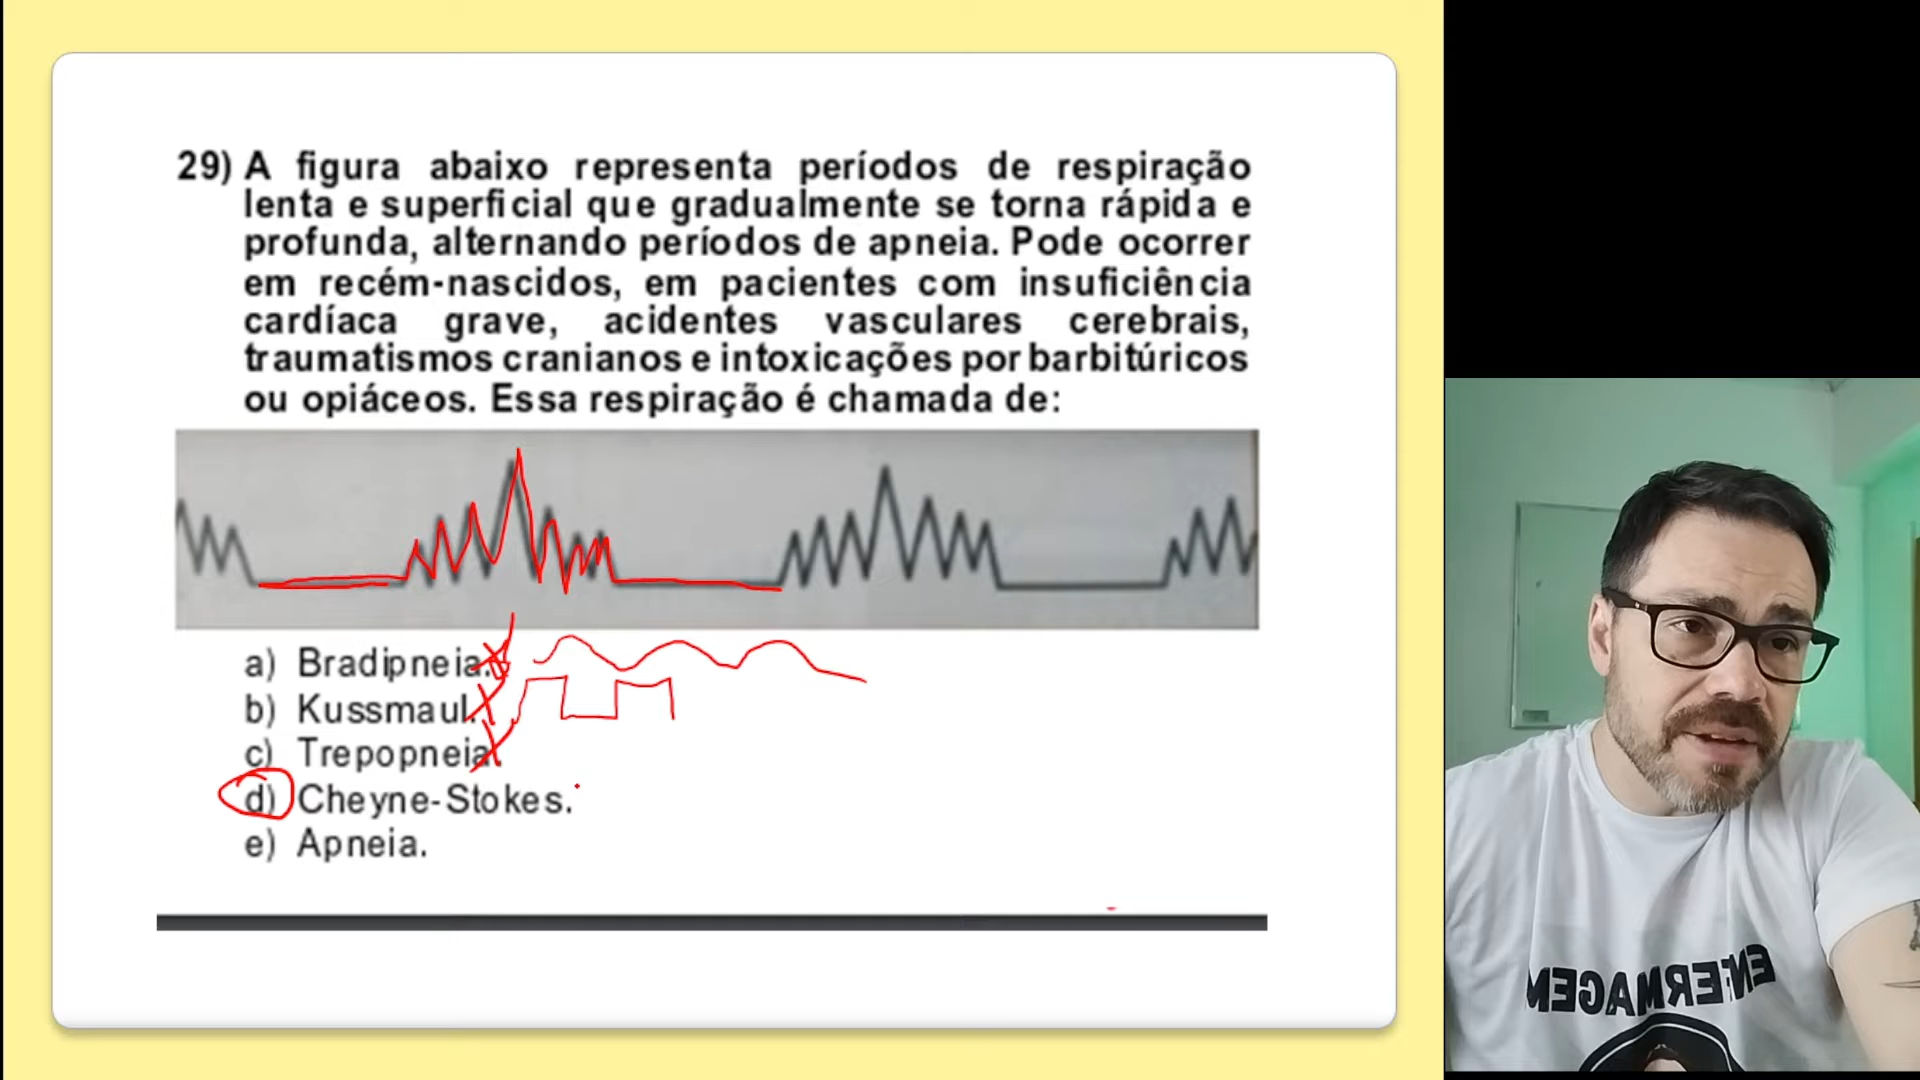 29) A figura abaixo representa períodos de respiração
lenta e superficial que gradualmente se torna rápida e
profunda, alternando períodos de apneia. Pode ocorrer
em recém-nascidos, em pacientes com insuficiência
cardíaca grave, acidentes vasculares cerebrais,
traumatismos cranianos e intoxicações por barbitúricos
ou opiáceos. Essa respiração é chamada de:
a) Bradipneia.
b) Kussmaul.
c) Trepopneia.
d) Cheyne-Stokes.
e) Apneia.
ENFERMAGEM